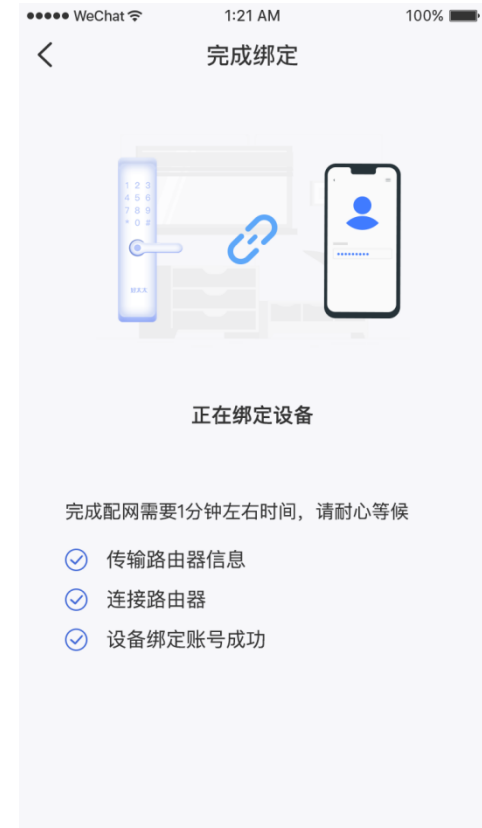 WeChat 1:21 AM 100%
完成绑定
1 2 3
4 5 6
7 8 9
* 0 #
正在绑定设备
完成配网需要1分钟左右时间，请耐心等候
传输路由器信息
连接路由器
设备绑定账号成功